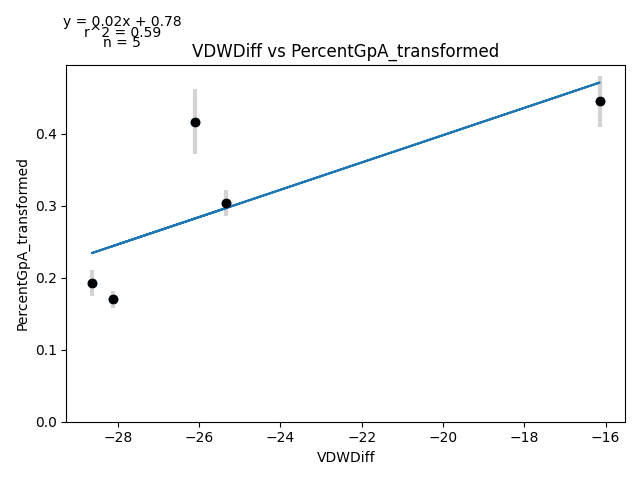 y = 0.02x + 0.78
r^2 = 0.59
n = 5
VDWDiff vs PercentGpA_transformed
PercentGpA_transformed
0.4
0.3
0.2
0.1
0.0
−28
−26
−24
−22
−20
−18
−16
VDWDiff